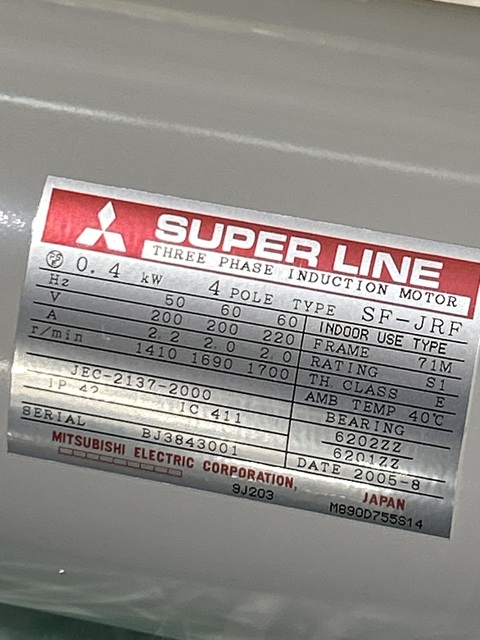 SUPER LINE
THREE PHASE INDUCTION MOTOR
0.4 kW 4 POLE TYPE SF-JRF
Hz 50 60 60 INDOOR USE TYPE
V 200 200 220 FRAME 71M
A 2.2 2.0 2.0 RATING S1
r/min 1410 1690 1700 TH. CLASS E
AMB TEMP 40℃
JEC-2137-2000 BEARING
IP 42 IC 411 6202ZZ
6201ZZ
SERIAL BJ3843001 DATE 2005-8
MITSUBISHI ELECTRIC CORPORATION, JAPAN
9J203 M890D755S14